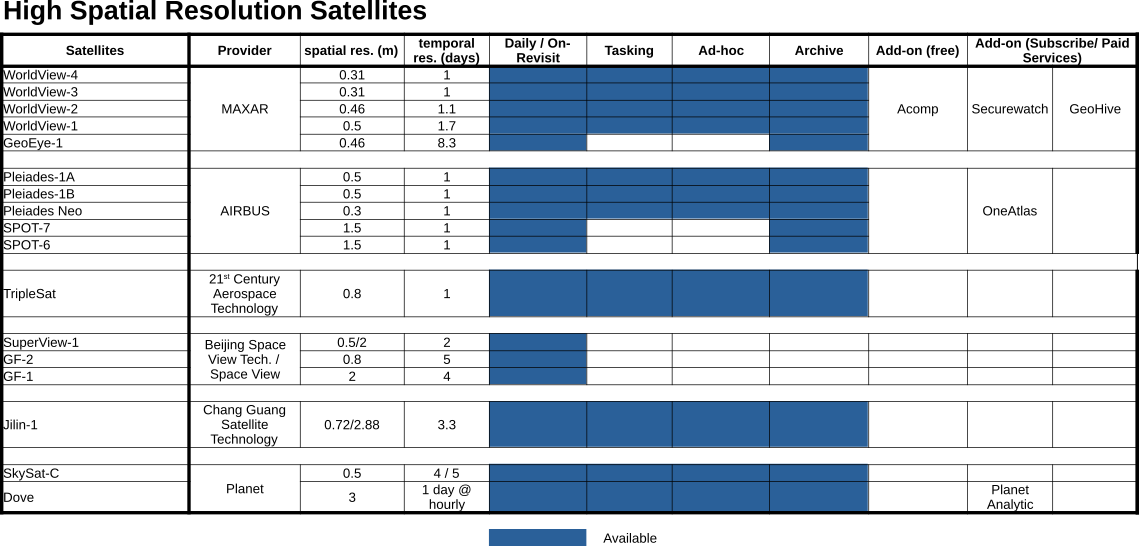 High Spatial Resolution Satellites
Satellites Provider spatial res. (m) temporal res. (days) Daily / On-Revisit Tasking Ad-hoc Archive Add-on (free) Add-on (Subscribe/ Paid Services)
WorldView-4 MAXAR 0.31 1 Acomp Securewatch GeoHive
WorldView-3 0.31 1
WorldView-2 0.46 1.1
WorldView-1 0.5 1.7
GeoEye-1 0.46 8.3
Pleiades-1A AIRBUS 0.5 1 OneAtlas
Pleiades-1B 0.5 1
Pleiades Neo 0.3 1
SPOT-7 1.5 1
SPOT-6 1.5 1
TripleSat 21st Century Aerospace Technology 0.8 1
SuperView-1 Beijing Space View Tech. / Space View 0.5/2 2
GF-2 0.8 5
GF-1 2 4
Jilin-1 Chang Guang Satellite Technology 0.72/2.88 3.3
SkySat-C Planet 0.5 4 / 5
Dove 3 1 day @ hourly Planet Analytic
Available